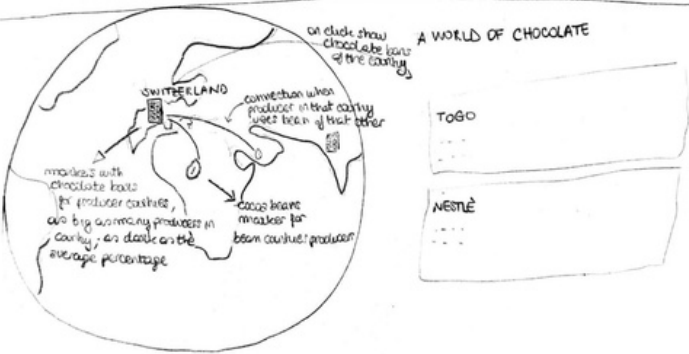 on click show
chocolate bars
of the country
A WORLD OF CHOCOLATE
SWITZERLAND
connection when
producer in that country
uses bean of that other
TOGO
markers with
chocolate bars
for producer countries,
as big as many producers in
country, as dark as the
average percentage
cocoa beans
marker for
bean countries producer
NESTLÈ